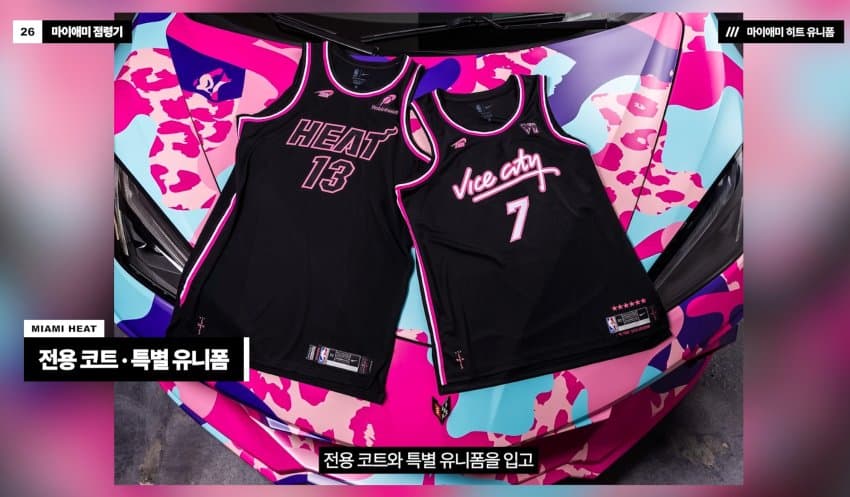 26 마이애미 점령기
/// 마이애미 히트 유니폼
HEAT
13
vice city
7
MIAMI HEAT
전용 코트 · 특별 유니폼
전용 코트와 특별 유니폼을 입고